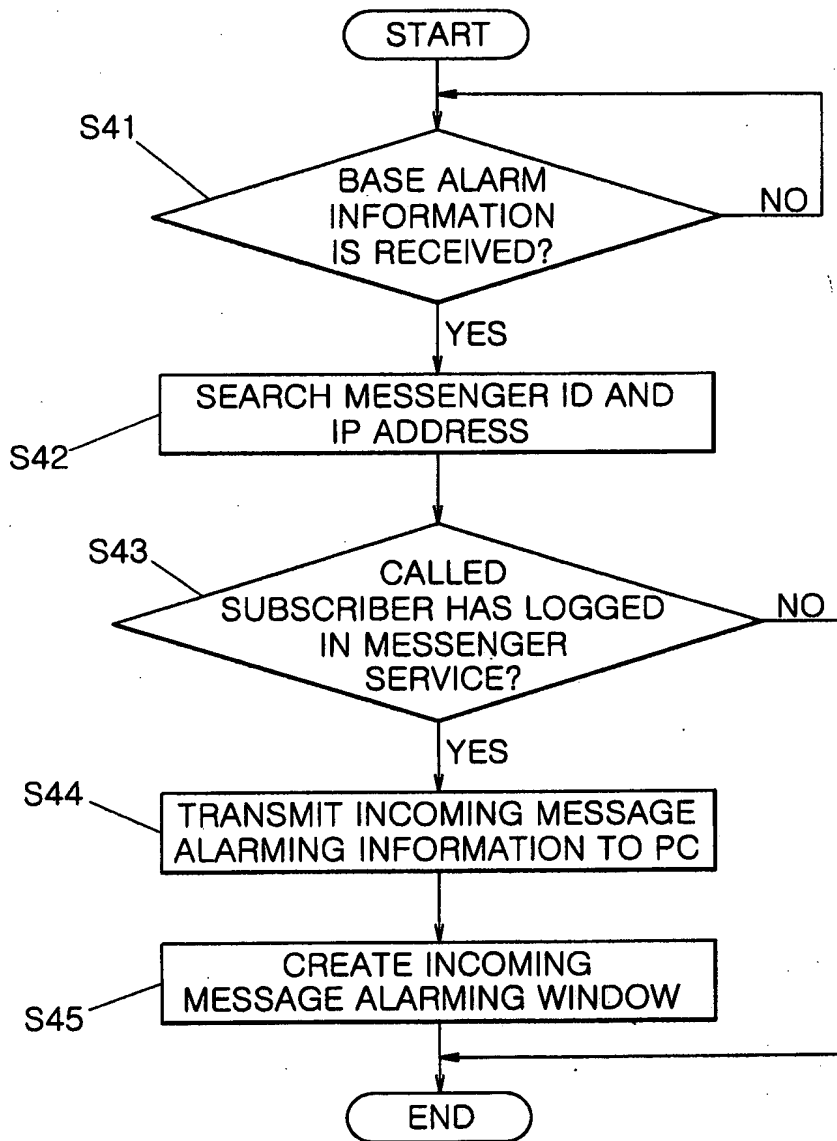 START
S41
BASE ALARM
INFORMATION
IS RECEIVED?
NO
YES
SEARCH MESSENGER ID AND
IP ADDRESS
S42
S43
CALLED
SUBSCRIBER HAS LOGGED
IN MESSENGER
SERVICE?
NO
YES
S44
TRANSMIT INCOMING MESSAGE
ALARMING INFORMATION TO PC
CREATE INCOMING
MESSAGE ALARMING WINDOW
S45
END